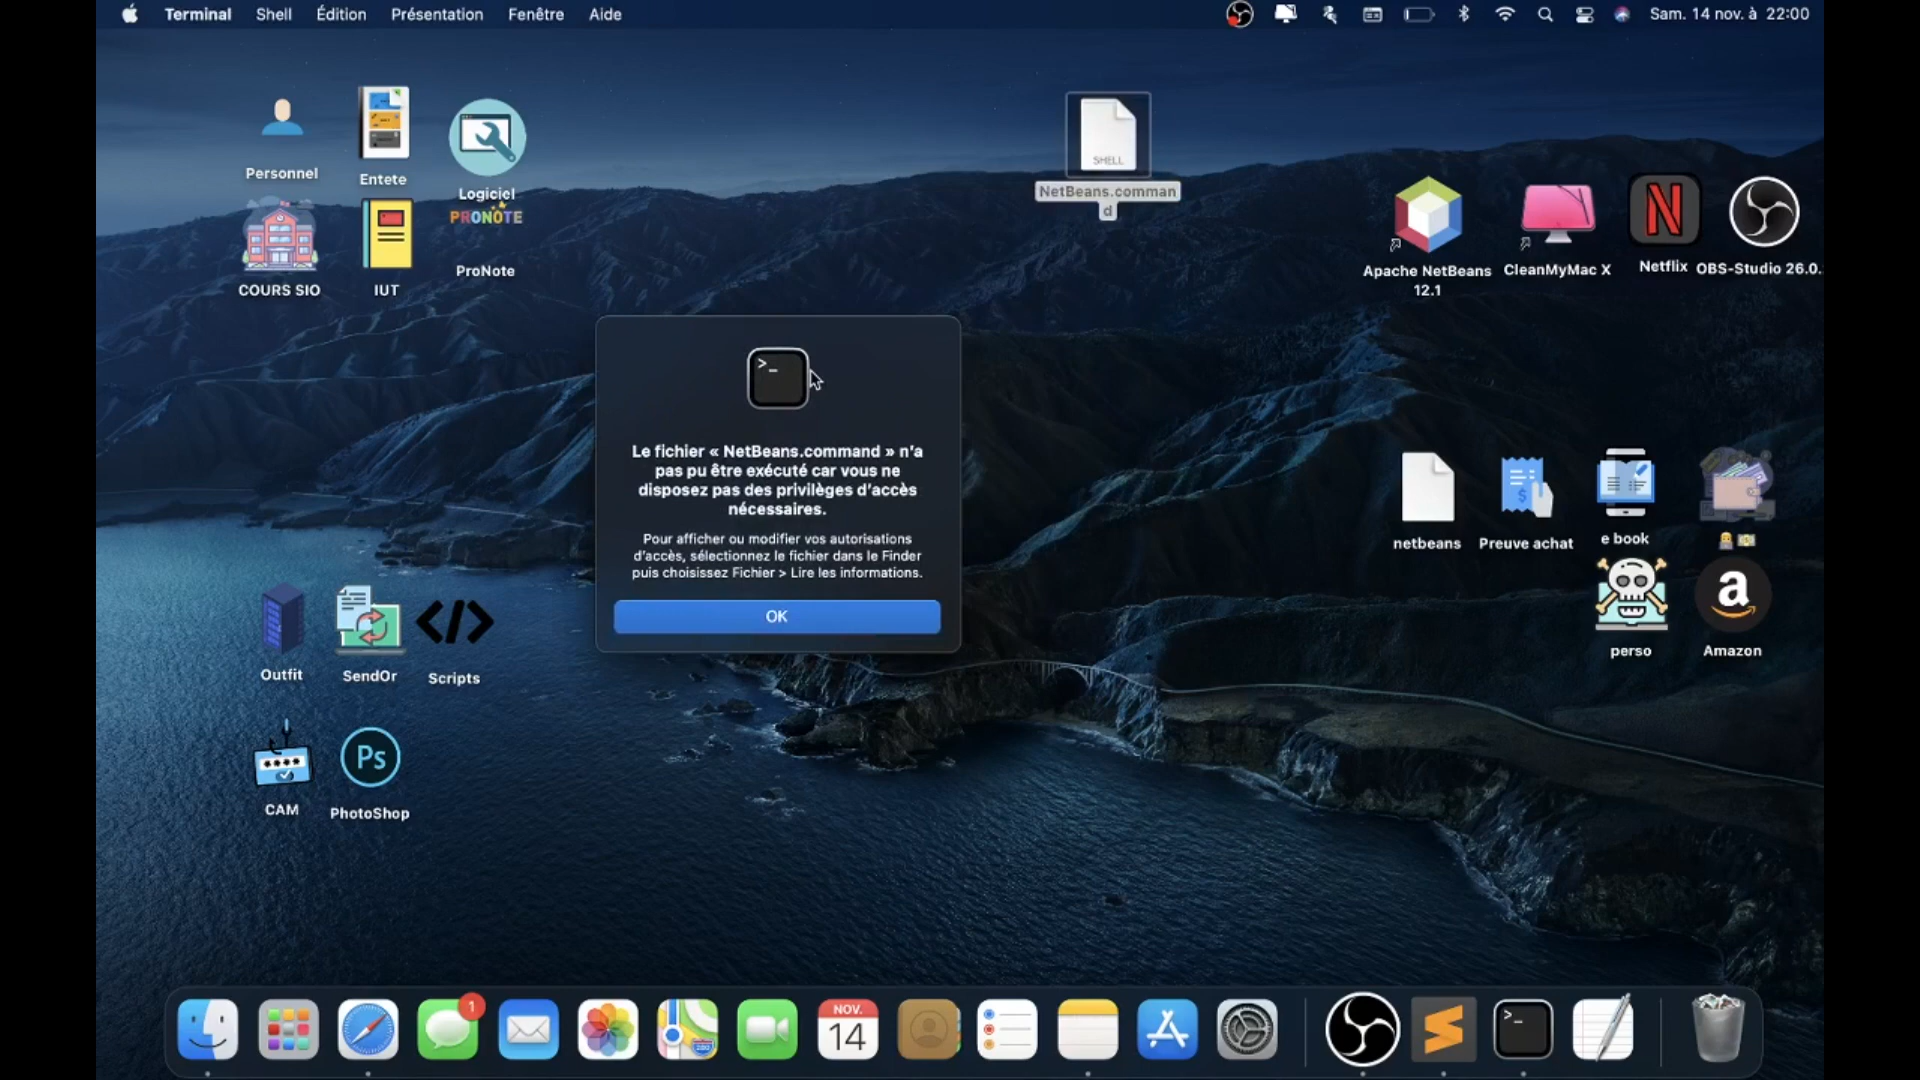 Terminal Shell Édition Présentation Fenêtre Aide
Sam. 14 nov. à 22:00
Personnel
Entete
Logiciel
PRONOTE
COURS SIO
IUT
ProNote
SHELL
NetBeans.comman
d
Apache NetBeans
12.1
CleanMyMac X
N
Netflix
OBS-Studio 26.0.
>_
Le fichier « NetBeans.command » n’a
pas pu être exécuté car vous ne
disposez pas des privilèges d’accès
nécessaires.
Pour afficher ou modifier vos autorisations
d’accès, sélectionnez le fichier dans le Finder
puis choisissez Fichier > Lire les informations.
OK
netbeans
Preuve achat
e book
Outfit
SendOr
</>
Scripts
perso
a
Amazon
****
CAM
Ps
PhotoShop
1
NOV.
14
280
>_